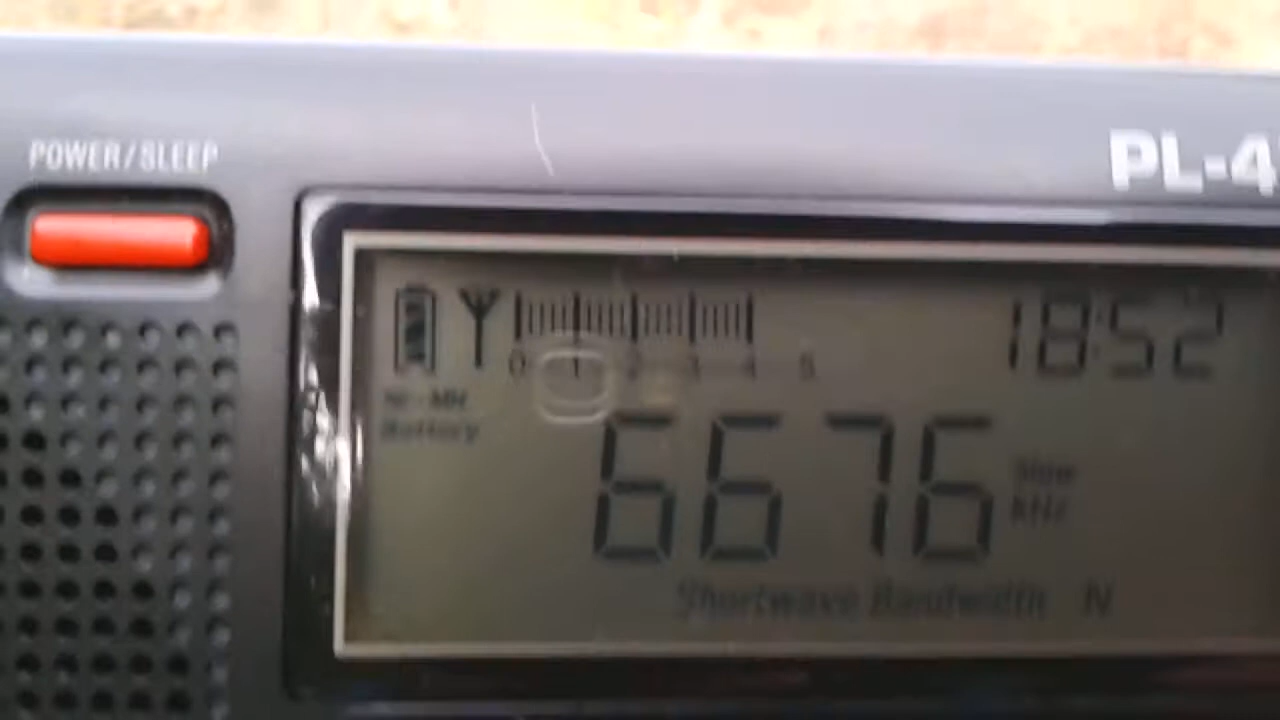 POWER/SLEEP
PL-4
18:52
0 1 2 3 4 5
Ni-MH
Battery
6676
Slow
kHz
Shortwave Bandwidth N